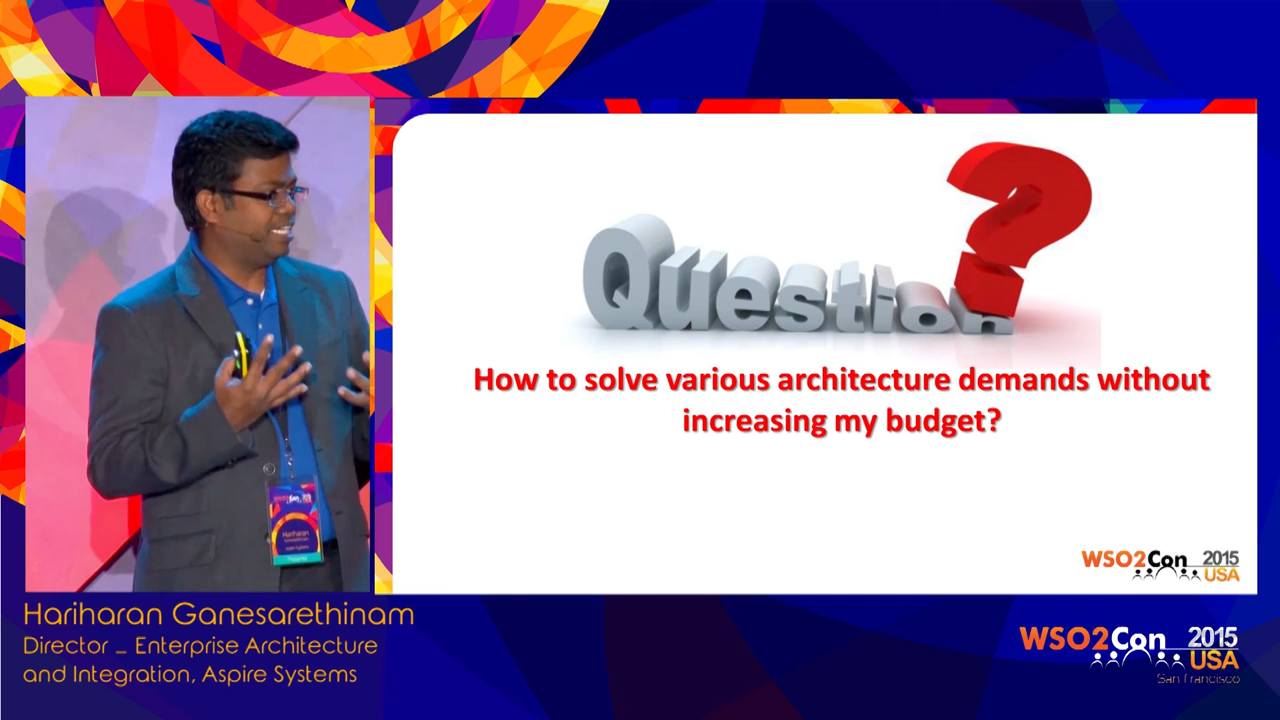 Question?
How to solve various architecture demands without
increasing my budget?
WSO2Con 2015
USA
Hariharan
Hariharan Ganesarethinam
Director _ Enterprise Architecture
and Integration, Aspire Systems
WSO2Con 2015
USA
San Francisco